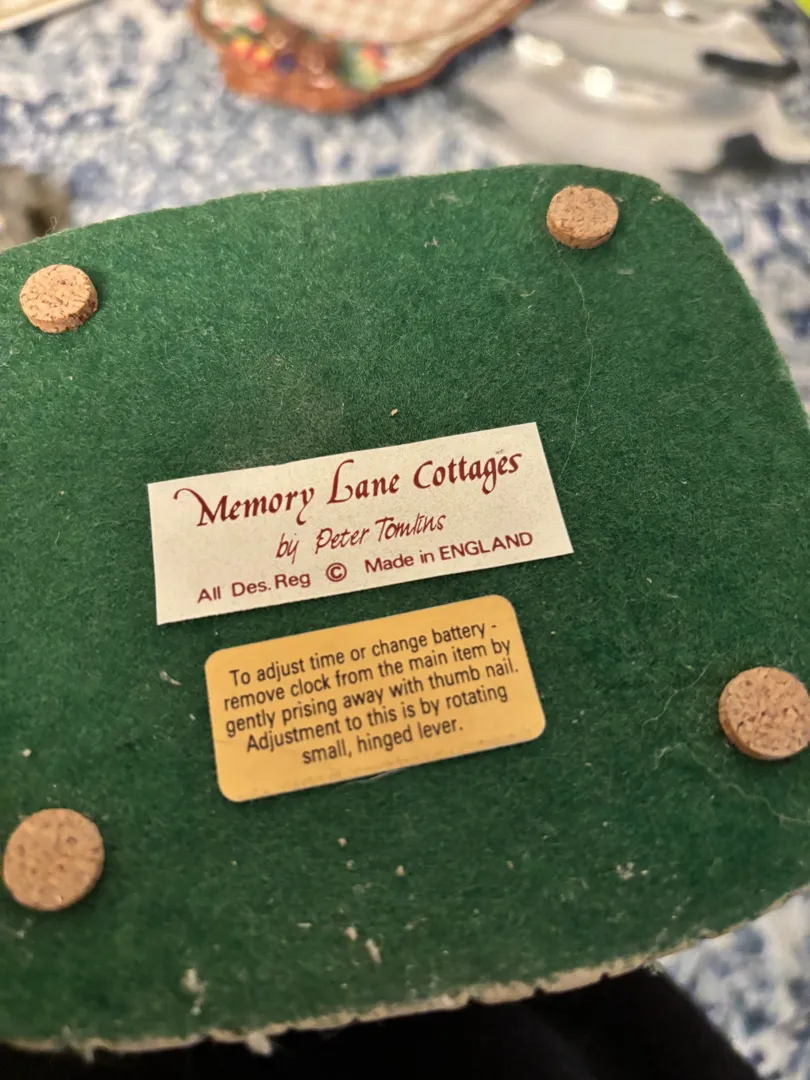 Memory Lane Cottages
by Peter Tomlins
All Des. Reg © Made in ENGLAND
To adjust time or change battery -
remove clock from the main item by
gently prising away with thumb nail.
Adjustment to this is by rotating
small, hinged lever.